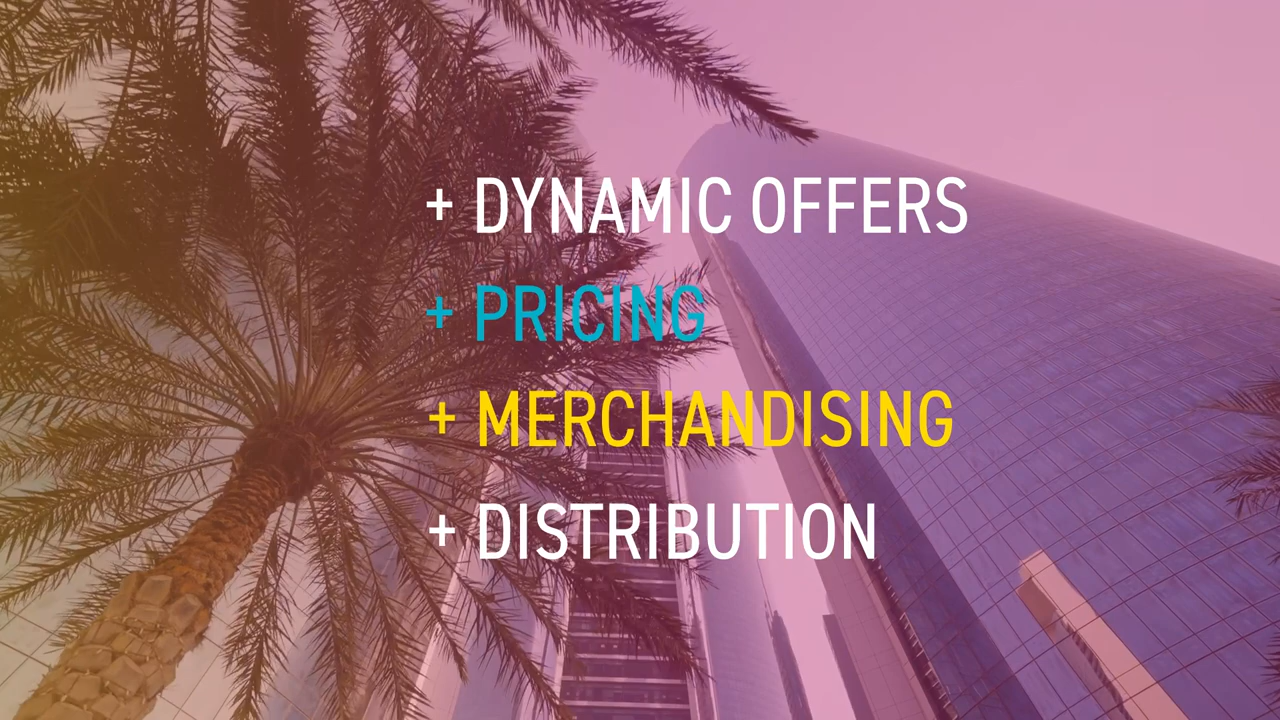 + DYNAMIC OFFERS
+ PRICING
+ MERCHANDISING
+ DISTRIBUTION